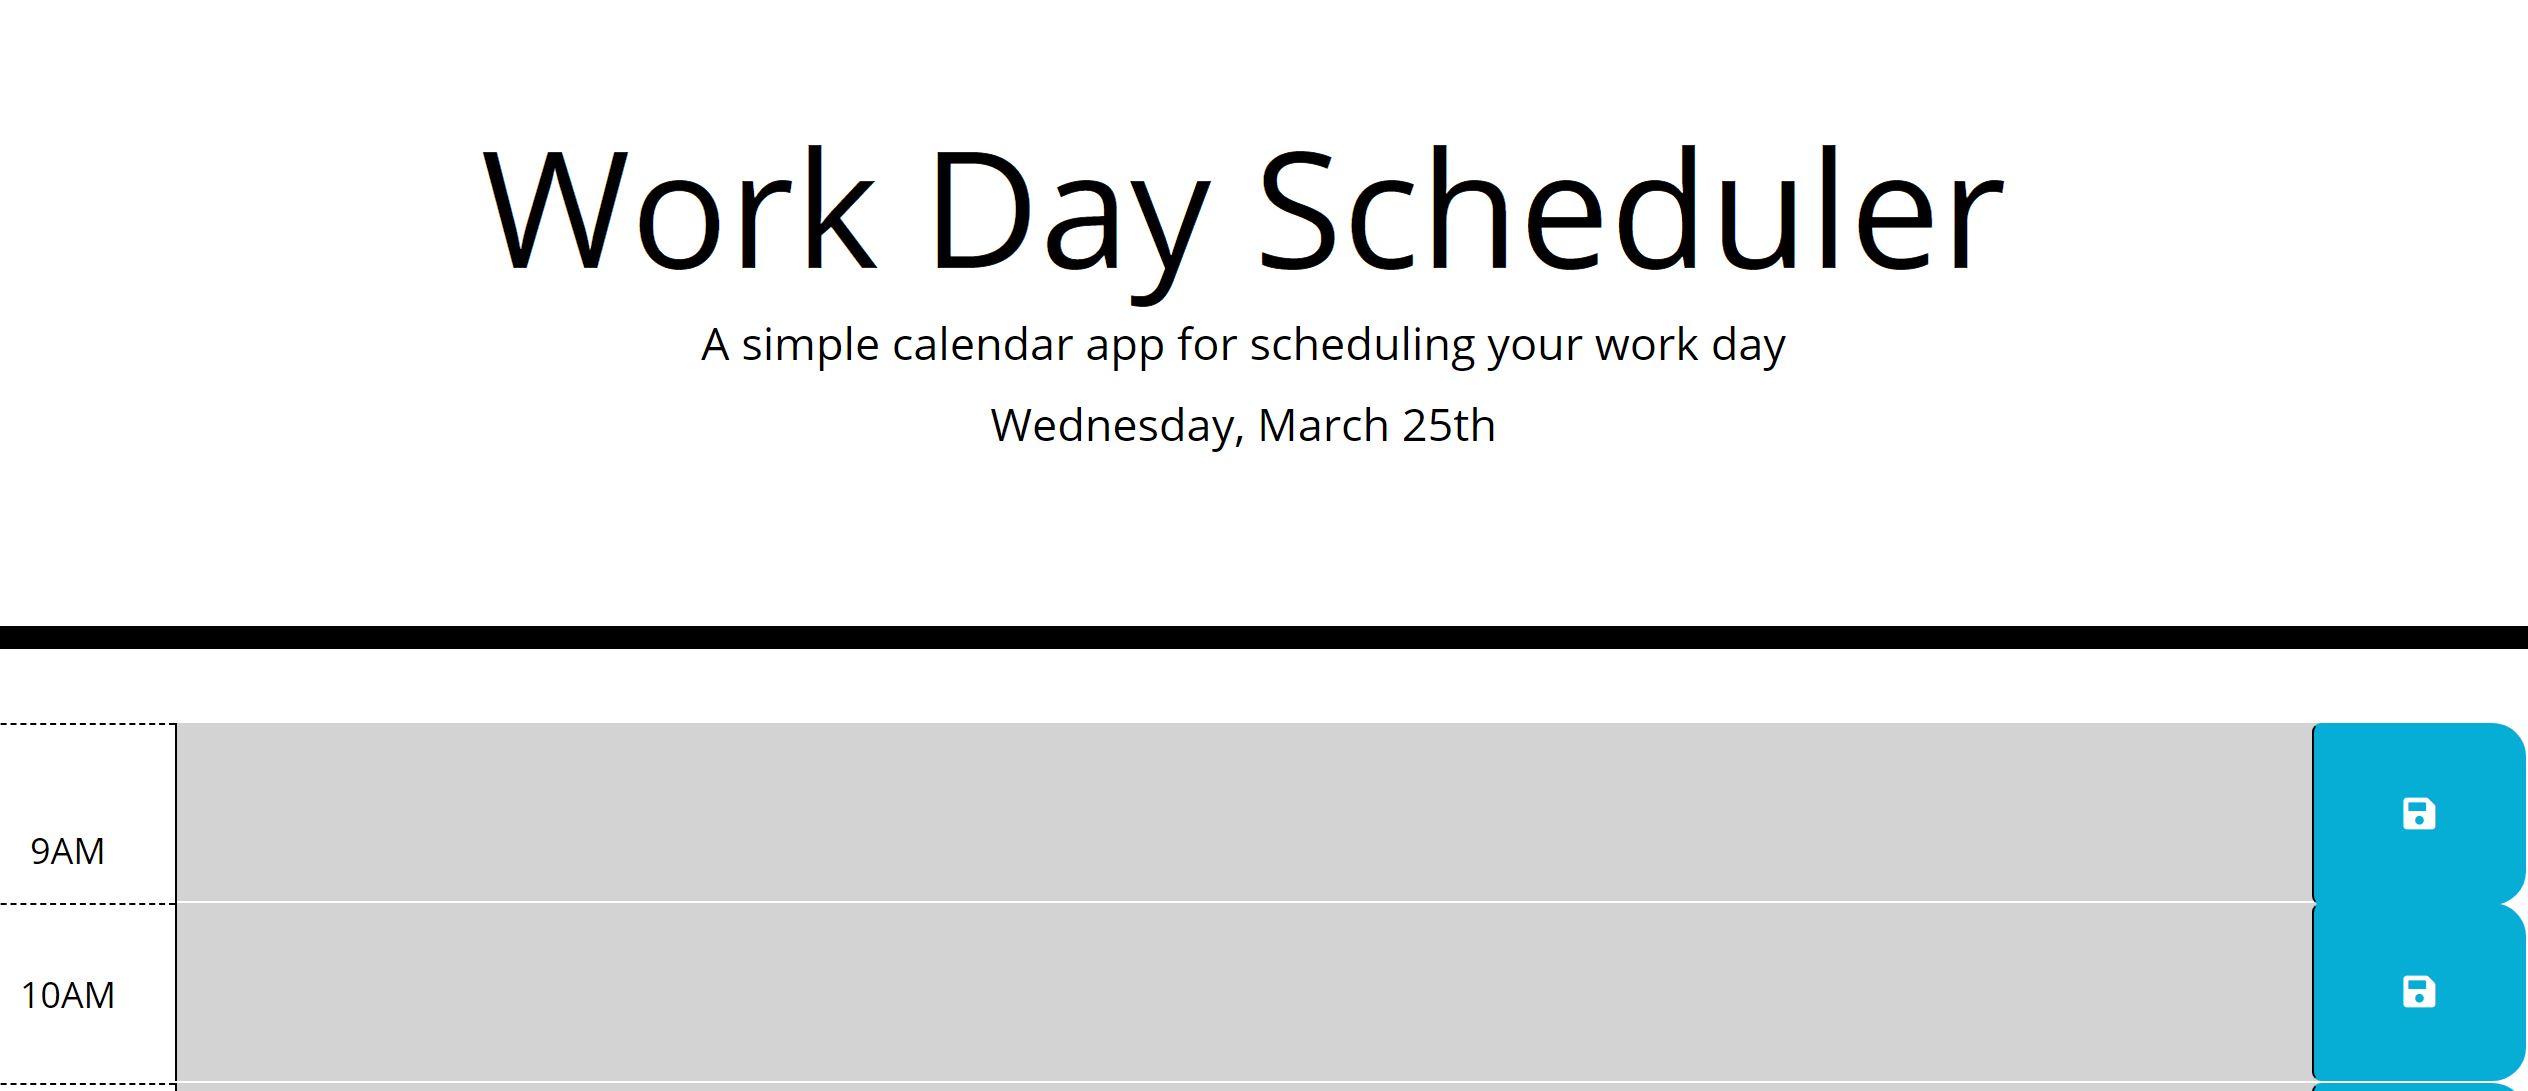 Work Day Scheduler
A simple calendar app for scheduling your work day
Wednesday, March 25th
9AM
10AM